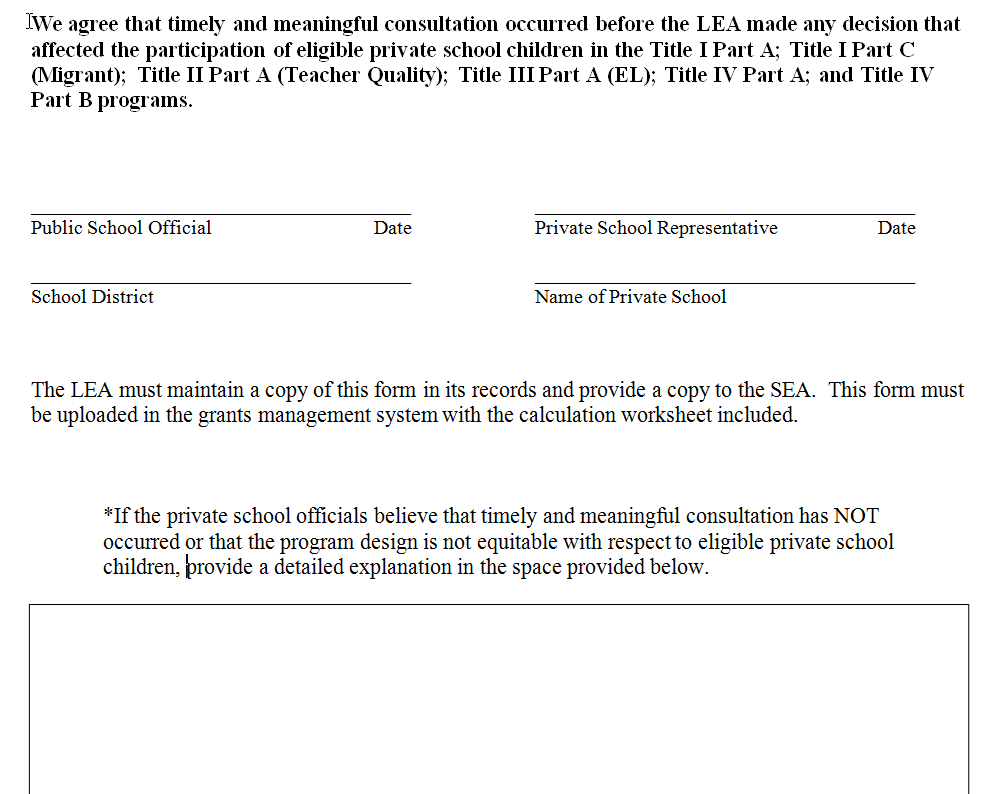 We agree that timely and meaningful consultation occurred before the LEA made any decision that
affected the participation of eligible private school children in the Title I Part A; Title I Part C
(Migrant); Title II Part A (Teacher Quality); Title III Part A (EL); Title IV Part A; and Title IV
Part B programs.
Public School Official Date Private School Representative Date
School District Name of Private School
The LEA must maintain a copy of this form in its records and provide a copy to the SEA. This form must
be uploaded in the grants management system with the calculation worksheet included.
*If the private school officials believe that timely and meaningful consultation has NOT
occurred or that the program design is not equitable with respect to eligible private school
children, provide a detailed explanation in the space provided below.